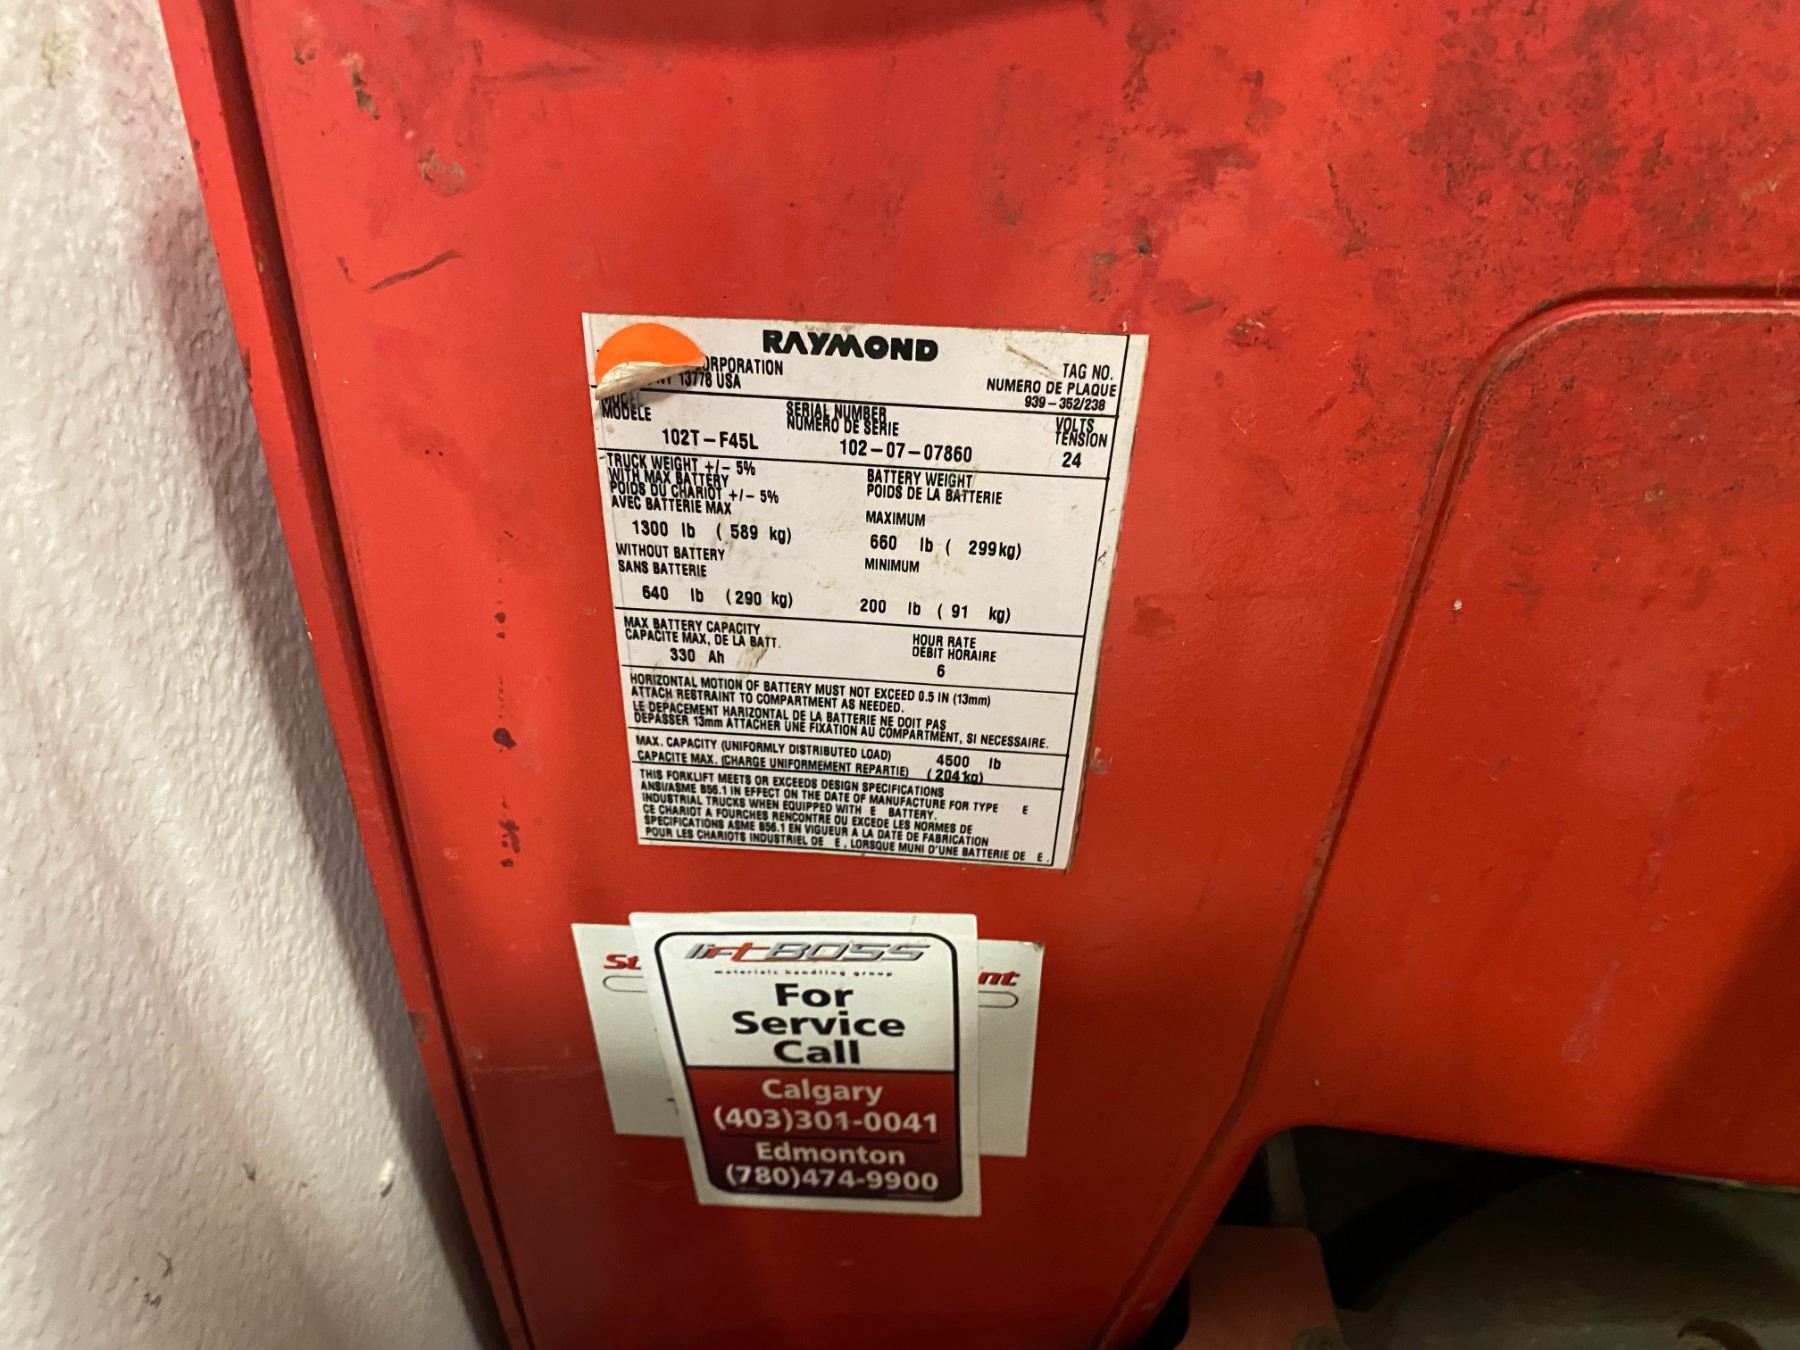 RAYMOND
ORPORATION
13778 USA
TAG NO.
NUMERO DE PLAQUE
939-352/238
MODELE
SERIAL NUMBER
NUMERO DE SERIE
VOLTS
TENSION
102T-F45L
102-07-07860
24
TRUCK WEIGHT +/- 5%
WITH MAX BATTERY
POIDS DU CHARIOT +/- 5%
AVEC BATTERIE MAX
BATTERY WEIGHT
POIDS DE LA BATTERIE
MAXIMUM
1300 lb ( 589 kg)
660 lb ( 299kg)
WITHOUT BATTERY
SANS BATTERIE
MINIMUM
640 lb (290 kg)
200 lb ( 91 kg)
MAX BATTERY CAPACITY
CAPACITE MAX, DE LA BATT.
330 Ah
HOUR RATE
DEBIT HORAIRE
6
HORIZONTAL MOTION OF BATTERY MUST NOT EXCEED 0.5 IN (13mm)
ATTACH RESTRAINT TO COMPARTMENT AS NEEDED.
LE DEPACEMENT HARIZONTAL DE LA BATTERIE NE DOIT PAS
DEPASSER 13mm ATTACHER UNE FIXATION AU COMPARTMENT, SI NECESSAIRE.
MAX. CAPACITY (UNIFORMLY DISTRIBUTED LOAD) 4500 lb
CAPACITE MAX. (CHARGE UNIFORMEMENT REPARTIE) (2041kg)
THIS FORKLIFT MEETS OR EXCEEDS DESIGN SPECIFICATIONS
ANSI/ASME B56.1 IN EFFECT ON THE DATE OF MANUFACTURE FOR TYPE E
INDUSTRIAL TRUCKS WHEN EQUIPPED WITH E BATTERY.
CE CHARIOT A FOURCHES RENCONTRE OU EXCEDE LES NORMES DE
SPECIFICATIONS ASME B56.1 EN VIGUEUR A LA DATE DE FABRICATION
POUR LES CHARIOTS INDUSTRIEL DE E, LORSQUE MUNI D'UNE BATTERIE DE E.
St
nt
liftBOSS
materials handling group
For
Service
Call
Calgary
(403)301-0041
Edmonton
(780)474-9900